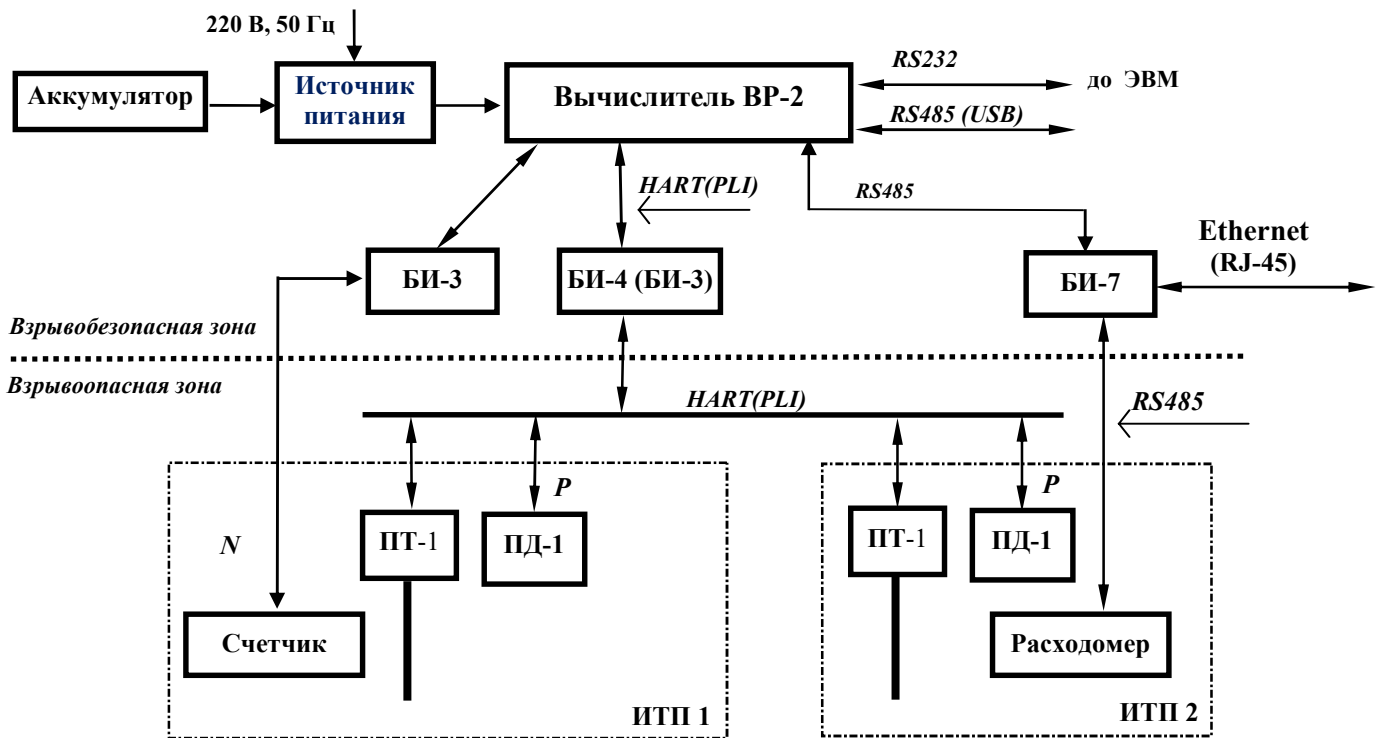 220 В, 50 Гц
Аккумулятор
Источник
питания
Вычислитель ВР-2
RS232
до ЭВМ
RS485 (USB)
HART(PLI)
RS485
БИ-3
БИ-4 (БИ-3)
БИ-7
Ethernet
(RJ-45)
Взрывобезопасная зона
Взрывоопасная зона
HART(PLI)
RS485
N
ПТ-1
P
ПД-1
Счетчик
ИТП 1
ПТ-1
P
ПД-1
Расходомер
ИТП 2